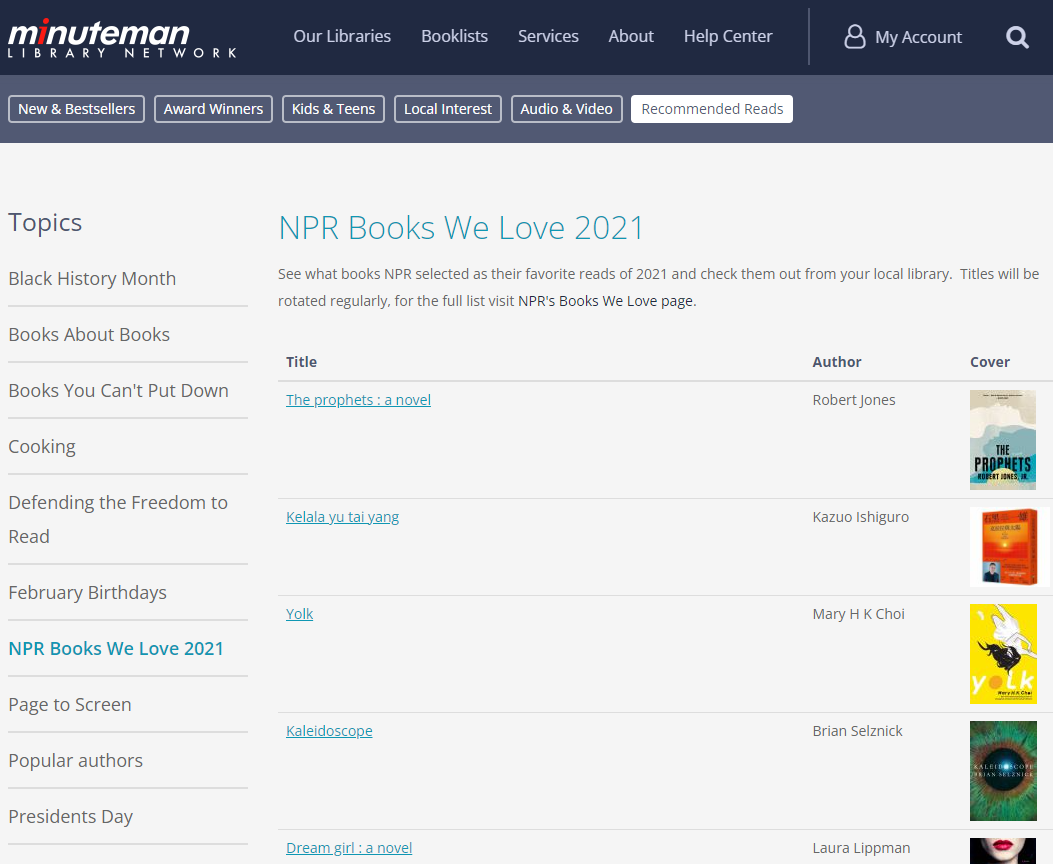 minuteman
LIBRARY NETWORK
Our Libraries
Booklists
Services
About
Help Center
My Account
New & Bestsellers
Award Winners
Kids & Teens
Local Interest
Audio & Video
Recommended Reads
Topics
Black History Month
Books About Books
Books You Can't Put Down
Cooking
Defending the Freedom to
Read
February Birthdays
NPR Books We Love 2021
Page to Screen
Popular authors
Presidents Day
NPR Books We Love 2021
See what books NPR selected as their favorite reads of 2021 and check them out from your local library. Titles will be
rotated regularly, for the full list visit NPR's Books We Love page.
Title Author Cover
The prophets : a novel Robert Jones
THE
PROPHETS
ROBERT JONES, JR.
Kelala yu tai yang Kazuo Ishiguro
石黑一雄
Yolk Mary H K Choi
yolk
Mary H.K. Choi
Kaleidoscope Brian Selznick
KALEIDOSCOPE
BRIAN SELZNICK
Dream girl : a novel Laura Lippman